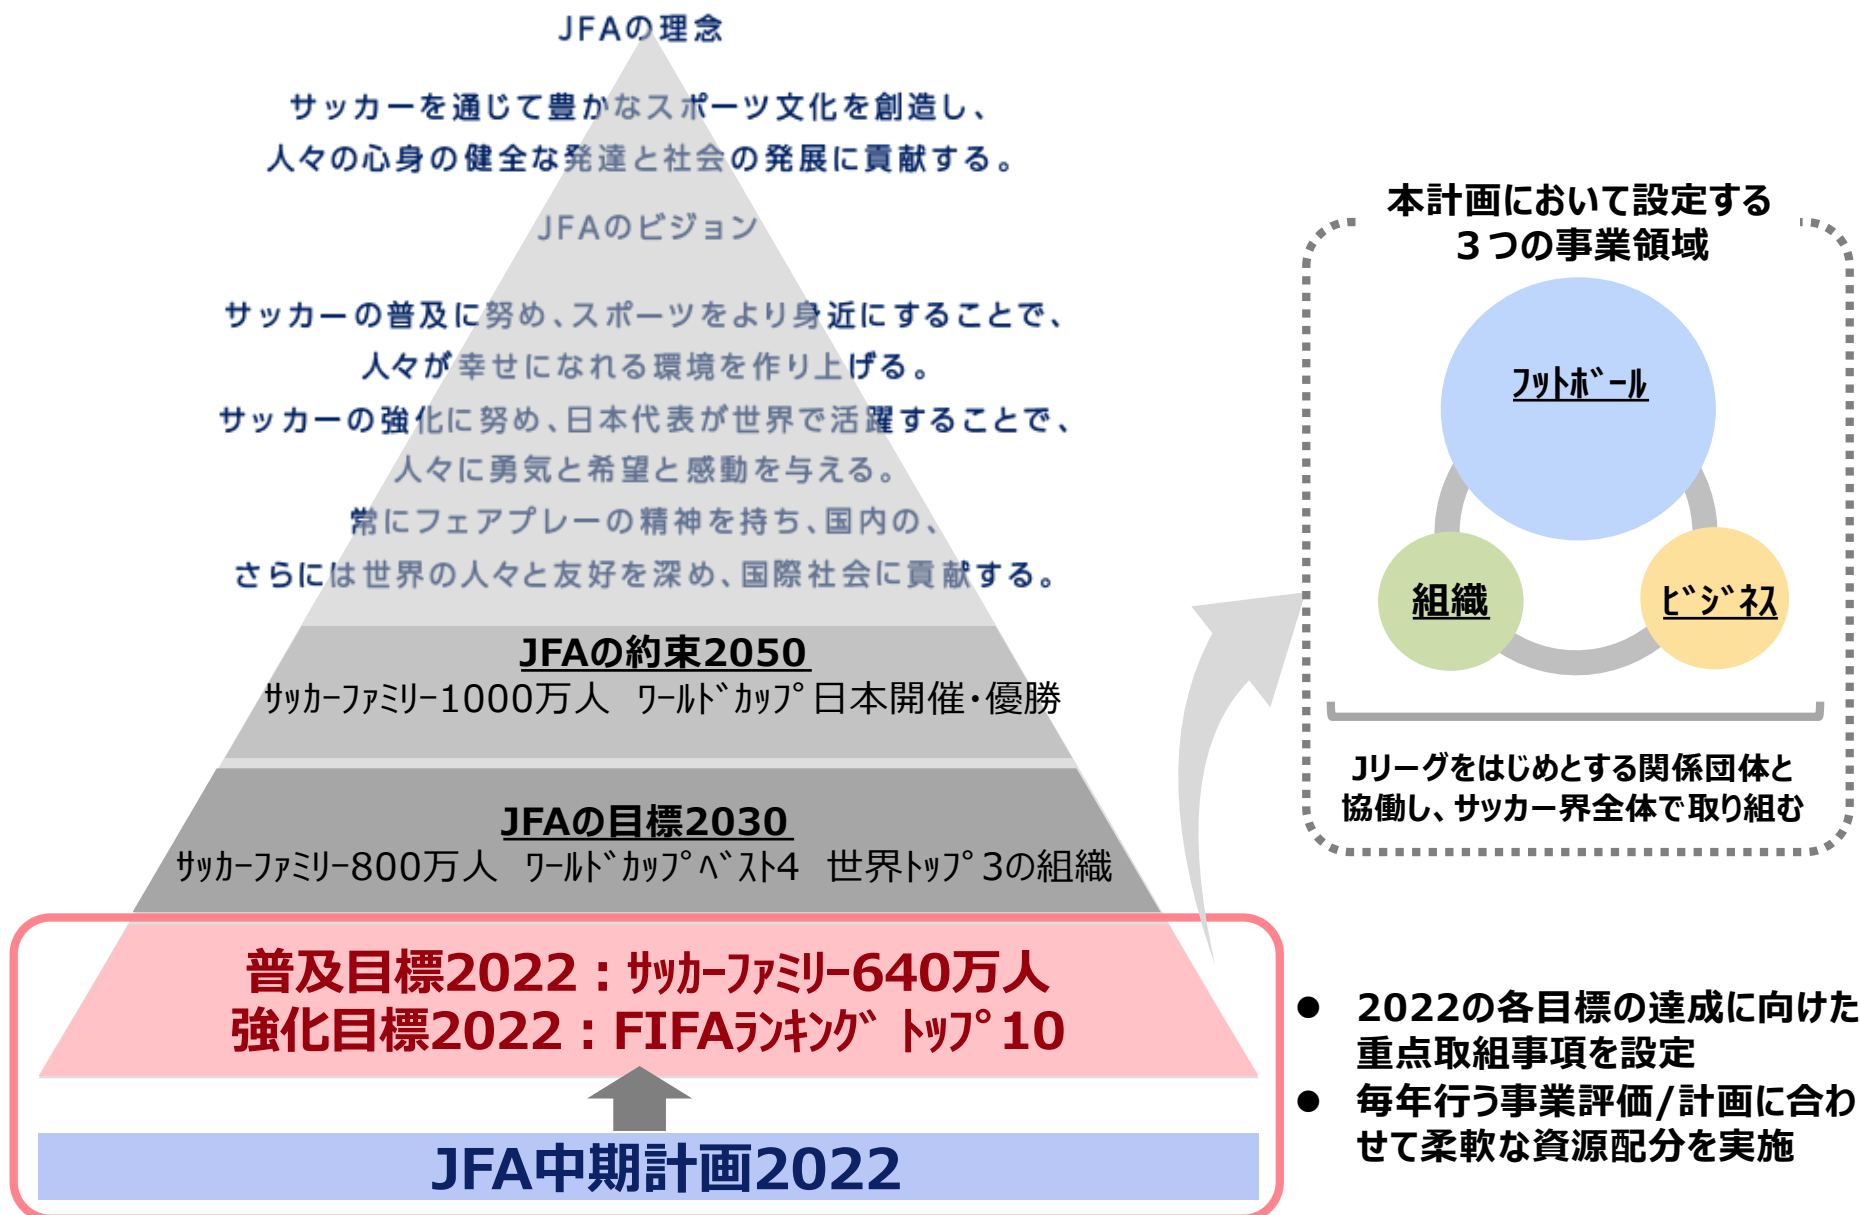 JFAの理念
サッカーを通じて豊かなスポーツ文化を創造し、
人々の心身の健全な発達と社会の発展に貢献する。
JFAのビジョン
サッカーの普及に努め、スポーツをより身近にすることで、
人々が幸せになれる環境を作り上げる。
サッカーの強化に努め、日本代表が世界で活躍することで、
人々に勇気と希望と感動を与える。
常にフェアプレーの精神を持ち、国内の、
さらには世界の人々と友好を深め、国際社会に貢献する。
JFAの約束2050
ｻｯｶｰファミリｰ1000万人 ﾜｰﾙﾄﾞｶｯﾌﾟ日本開催・優勝
JFAの目標2030
ｻｯｶｰファミリｰ800万人 ﾜｰﾙﾄﾞｶｯﾌﾟﾍﾞｽﾄ4 世界ﾄｯﾌﾟ3の組織
普及目標2022：ｻｯｶｰファミリｰ640万人
強化目標2022：FIFAﾗﾝｷﾝｸﾞ ﾄｯﾌﾟ10
JFA中期計画2022
本計画において設定する
３つの事業領域
ﾌｯﾄﾎﾞｰﾙ
組織
ﾋﾞｼﾞﾈｽ
Jリーグをはじめとする関係団体と
協働し、サッカー界全体で取り組む
● 2022の各目標の達成に向けた
重点取組事項を設定
● 毎年行う事業評価/計画に合わ
せて柔軟な資源配分を実施